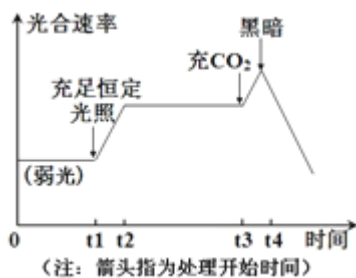 光合速率
黑暗
充CO₂
充足恒定
光照
(弱光)
0 t1 t2 t3 t4 时间
(注：箭头指为处理开始时间)